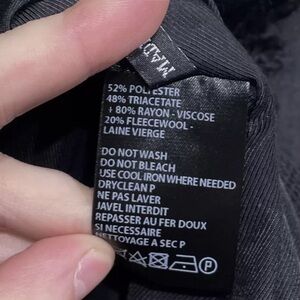 MADE
52% POLYESTER
48% TRIACETATE
+ 80% RAYON - VISCOSE
20% FLEECEWOOL -
LAINE VIERGE
DO NOT WASH
DO NOT BLEACH
USE COOL IRON WHERE NEEDED
DRYCLEAN P
NE PAS LAVER
JAVEL INTERDIT
REPASSER AU FER DOUX
SI NECESSAIRE
NETTOYAGE A SEC P
P